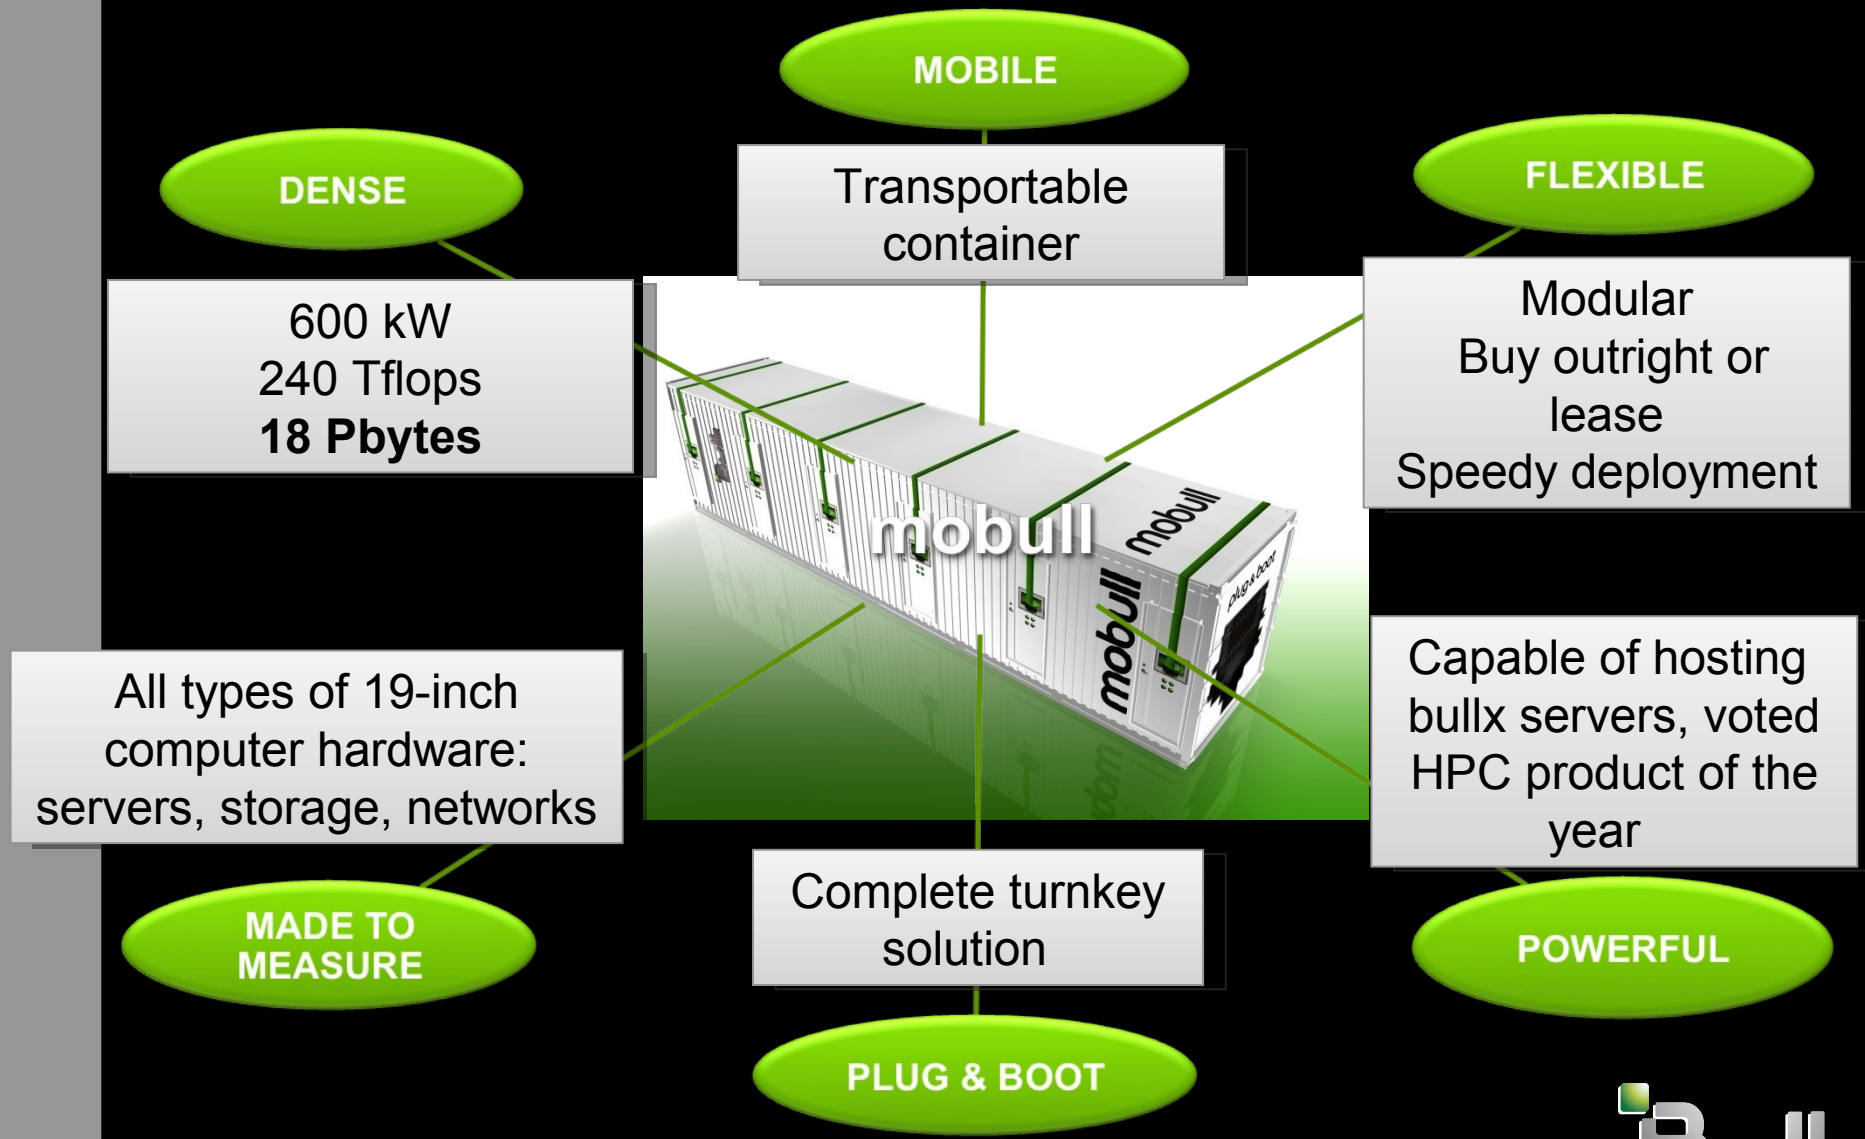 MOBILE
Transportable
container
DENSE
600 kW
240 Tflops
18 Pbytes
FLEXIBLE
Modular
Buy outright or
lease
Speedy deployment
mobull
mobull
mobull
plug & boot
All types of 19-inch
computer hardware:
servers, storage, networks
MADE TO
MEASURE
Complete turnkey
solution
PLUG & BOOT
Capable of hosting
bullx servers, voted
HPC product of the
year
POWERFUL
Bull